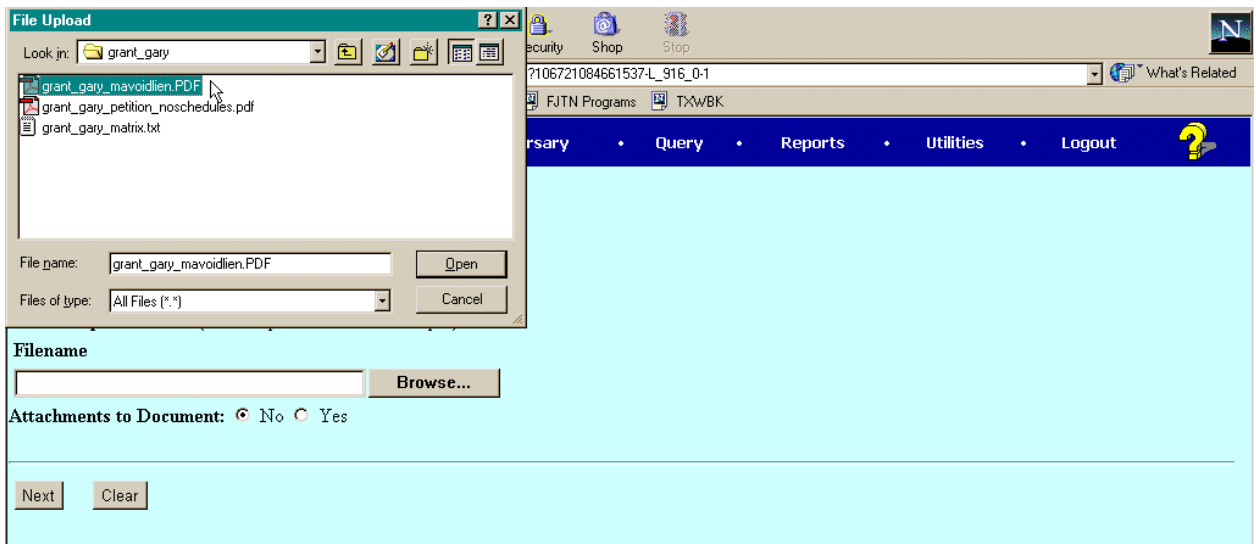 File Upload
Look in: grant_gary
grant_gary_mavoidlien.PDF
grant_gary_petition_noschedules.pdf
grant_gary_matrix.txt
File name: grant_gary_mavoidlien.PDF
Open
Files of type: All Files (*.*)
Cancel
ecurity Shop Stop
N
?106721084661537-L_916_0-1
What's Related
FJTN Programs TXWBK
rsary • Query • Reports • Utilities • Logout ?
Filename
Browse...
Attachments to Document: No Yes
Next Clear